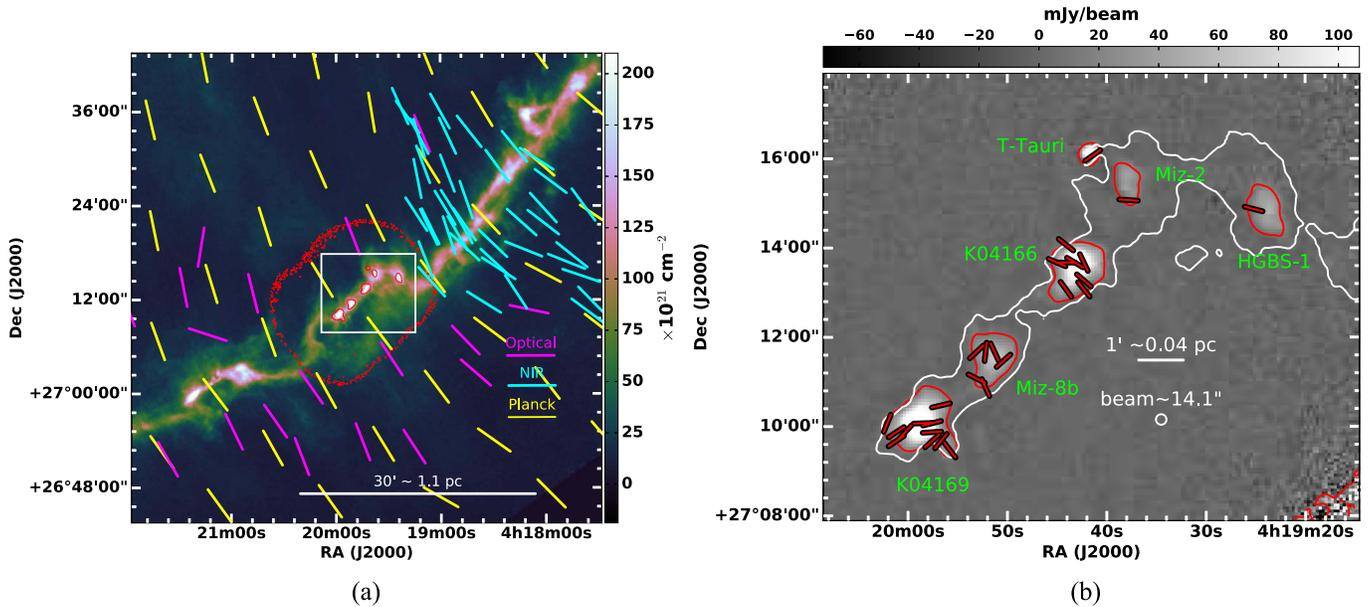 36'00"
24'00"
12'00"
+27°00'00"
+26°48'00"
Dec (J2000)
21m00s
20m00s
19m00s
4h18m00s
RA (J2000)
200
175
150
125
100
75
50
25
0
×10²¹ cm⁻²
Optical
NIR
Planck
30' ~ 1.1 pc
(a)
mJy/beam
−60
−40
−20
0
20
40
60
80
100
16'00"
14'00"
12'00"
10'00"
+27°08'00"
Dec (J2000)
T-Tauri
Miz-2
K04166
HGBS-1
1' ~0.04 pc
Miz-8b
beam~14.1"
K04169
20m00s
50s
40s
30s
4h19m20s
RA (J2000)
(b)